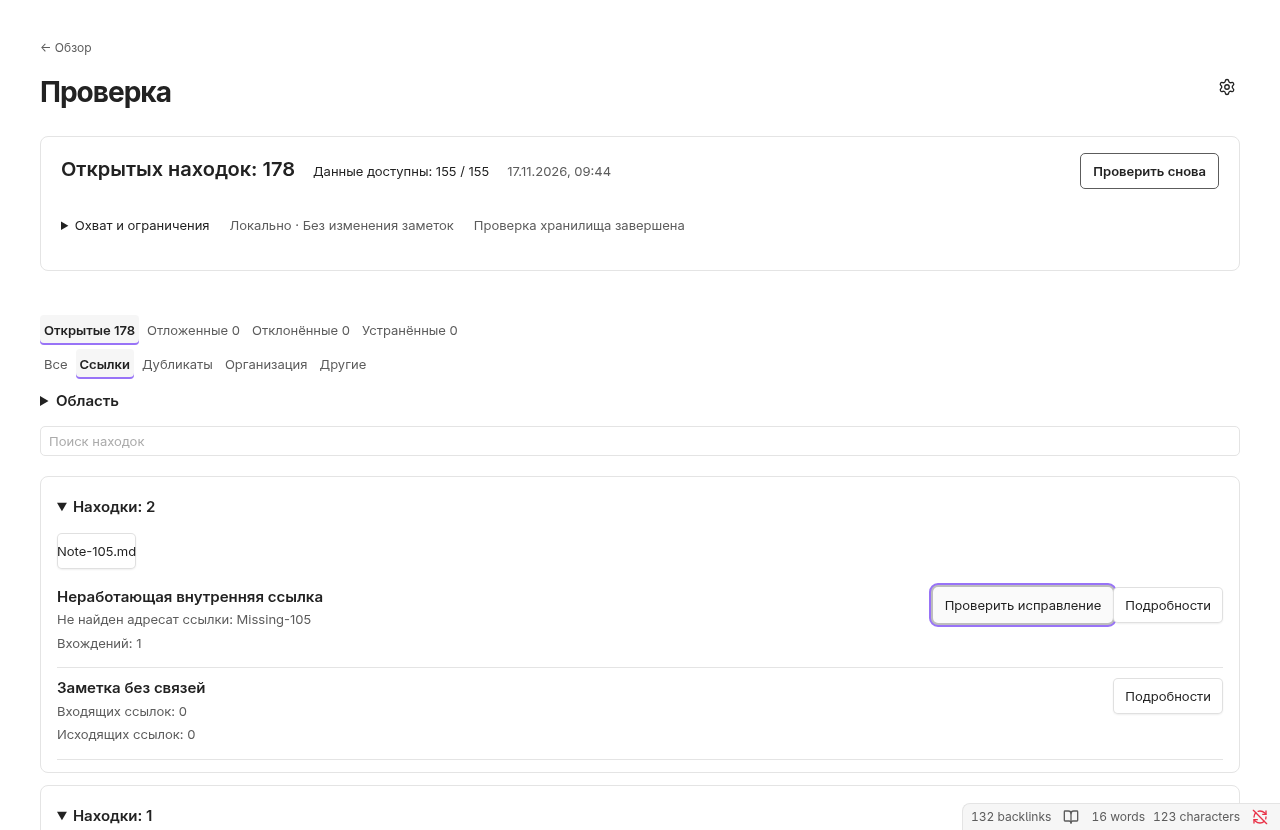 ← Обзор
Проверка
Открытых находок: 178 Данные доступны: 155 / 155 17.11.2026, 09:44 Проверить снова
Охват и ограничения Локально · Без изменения заметок Проверка хранилища завершена
Открытые 178 Отложенные 0 Отклонённые 0 Устранённые 0
Все Ссылки Дубликаты Организация Другие
Область
Поиск находок
Находки: 2
Note-105.md
Неработающая внутренняя ссылка
Не найден адресат ссылки: Missing-105
Вхождений: 1
Проверить исправление Подробности
Заметка без связей
Входящих ссылок: 0
Исходящих ссылок: 0
Подробности
Находки: 1
132 backlinks 16 words 123 characters